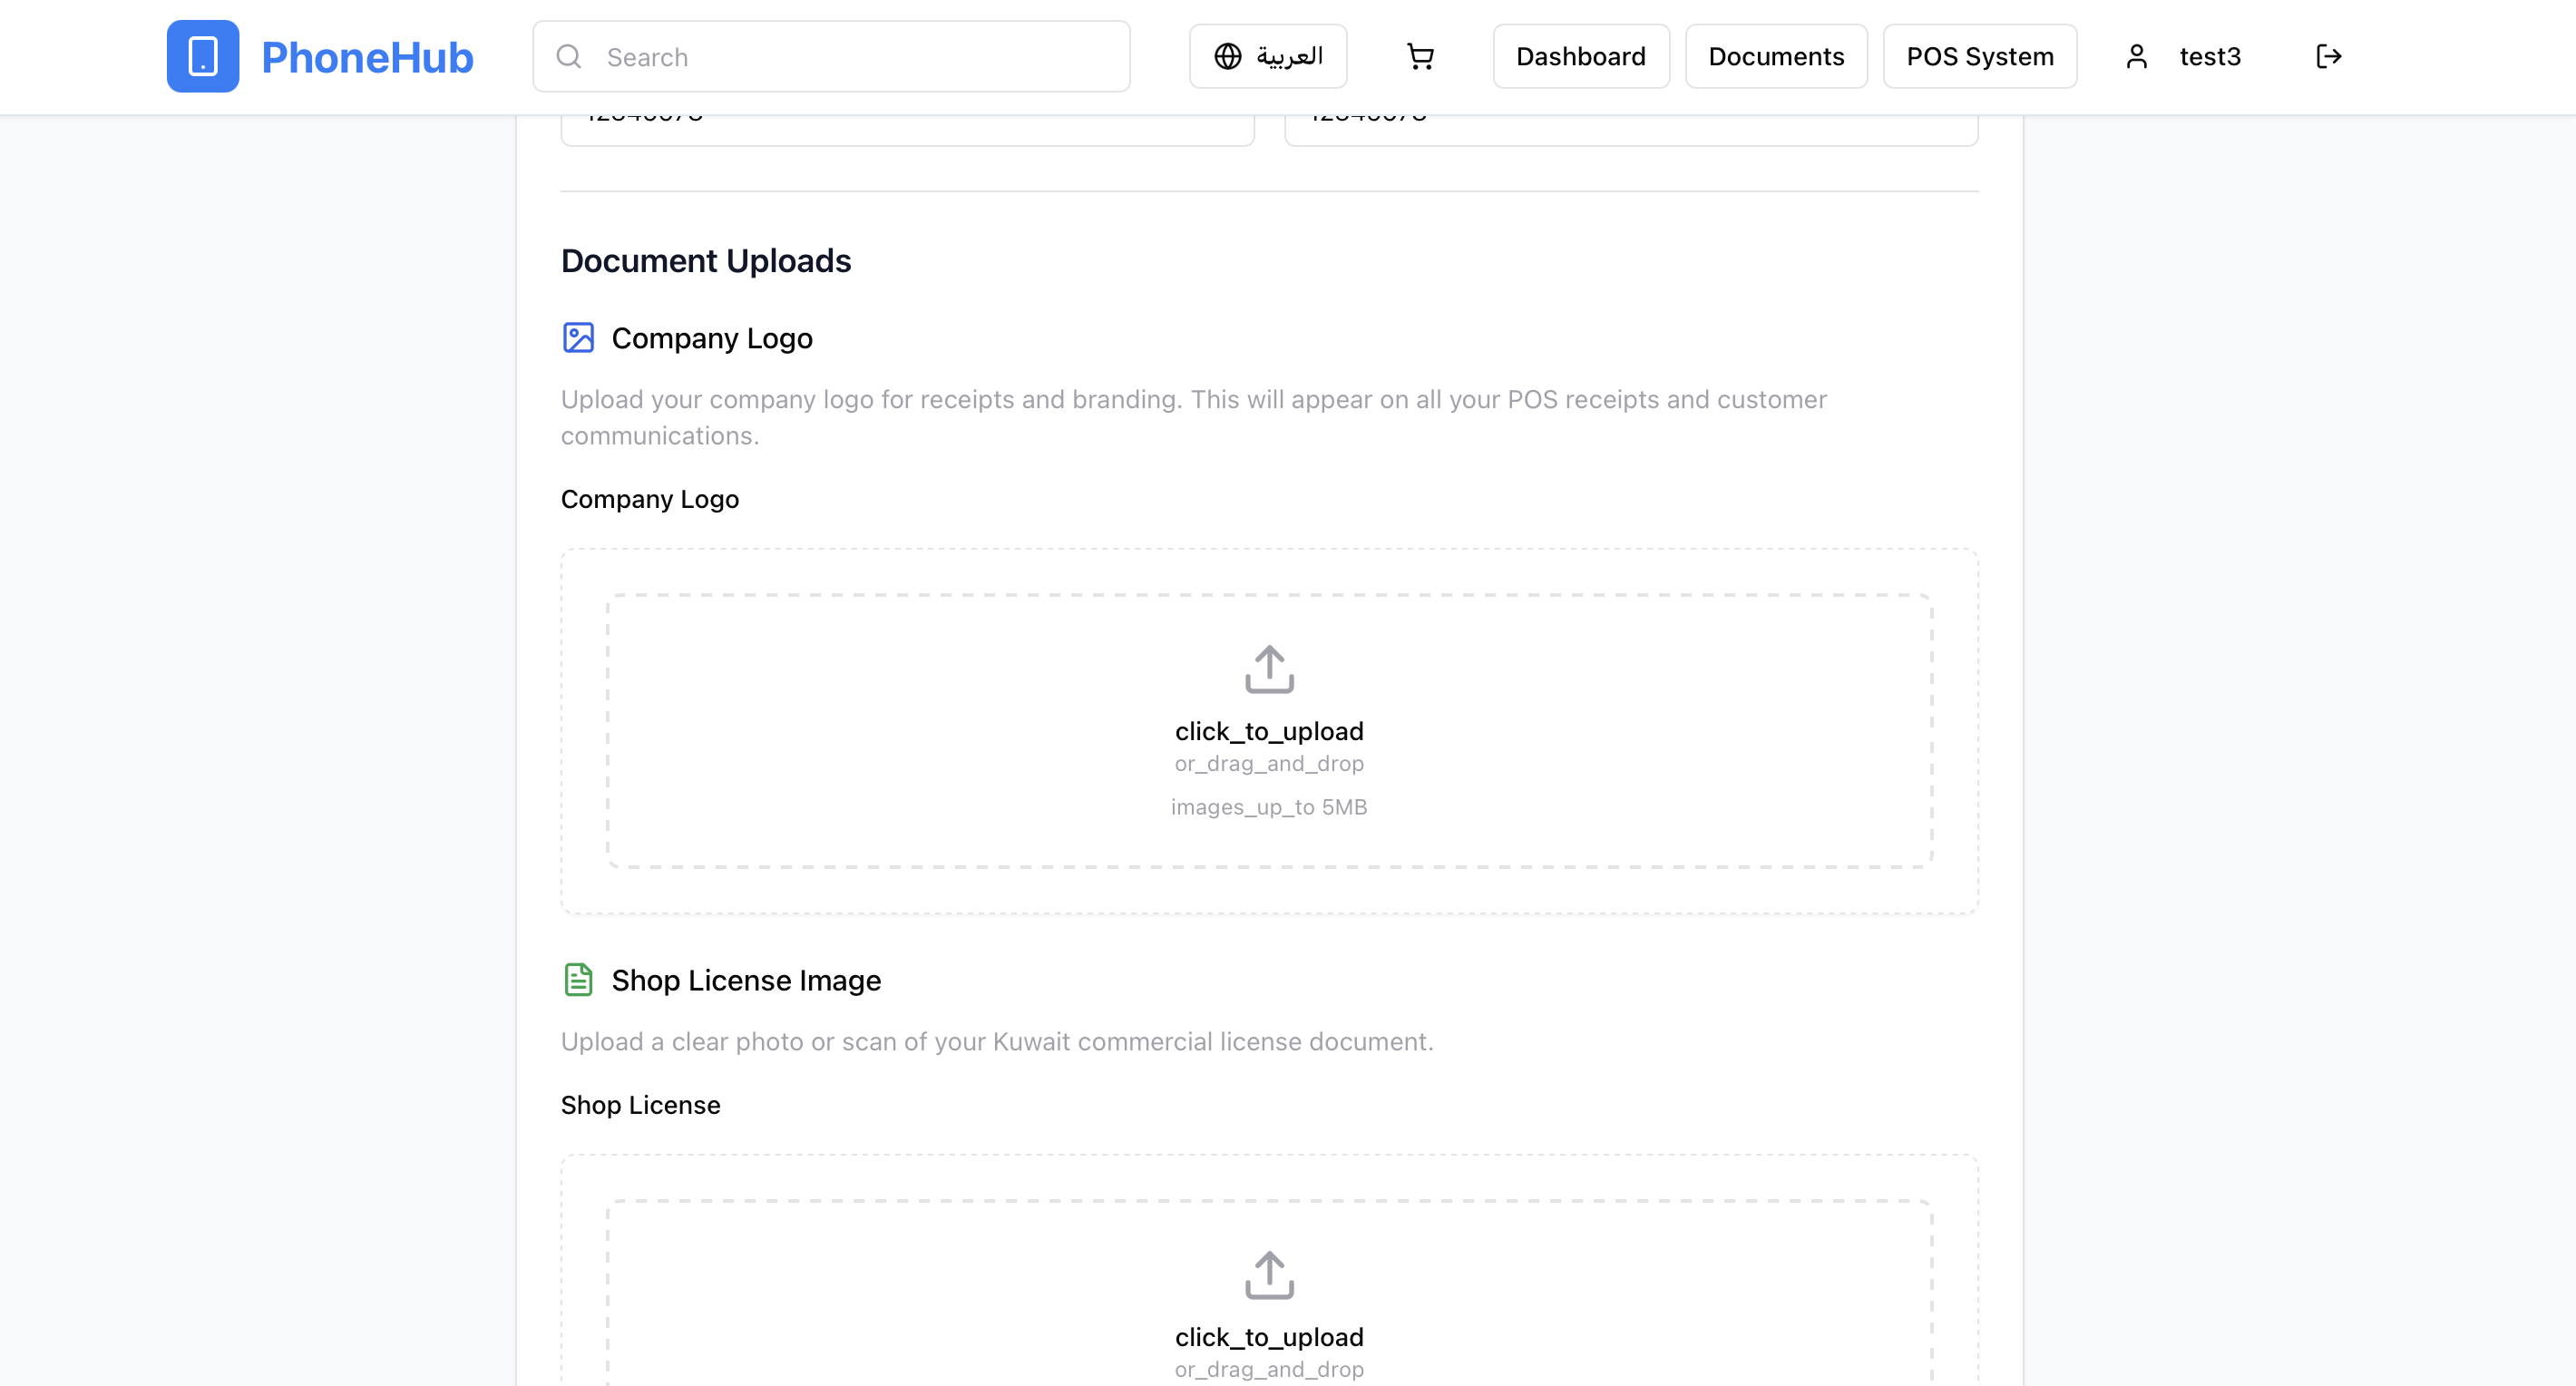 PhoneHub
Search
العربية
Dashboard
Documents
POS System
test3
Document Uploads
Company Logo
Upload your company logo for receipts and branding. This will appear on all your POS receipts and customer
communications.
Company Logo
click_to_upload
or_drag_and_drop
images_up_to 5MB
Shop License Image
Upload a clear photo or scan of your Kuwait commercial license document.
Shop License
click_to_upload
or_drag_and_drop